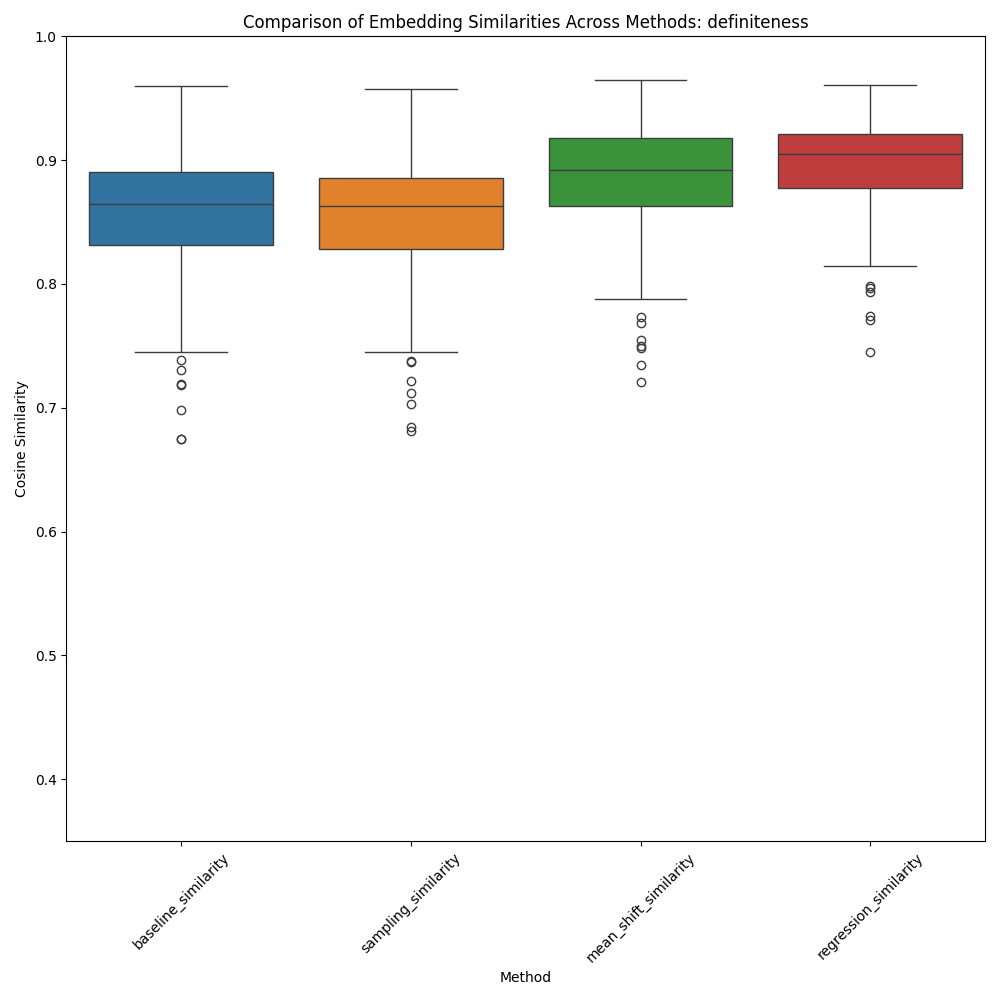 Comparison of Embedding Similarities Across Methods: definiteness
1.0
0.9
0.8
0.7
0.6
0.5
0.4
Cosine Similarity
baseline_similarity
sampling_similarity
mean_shift_similarity
regression_similarity
Method